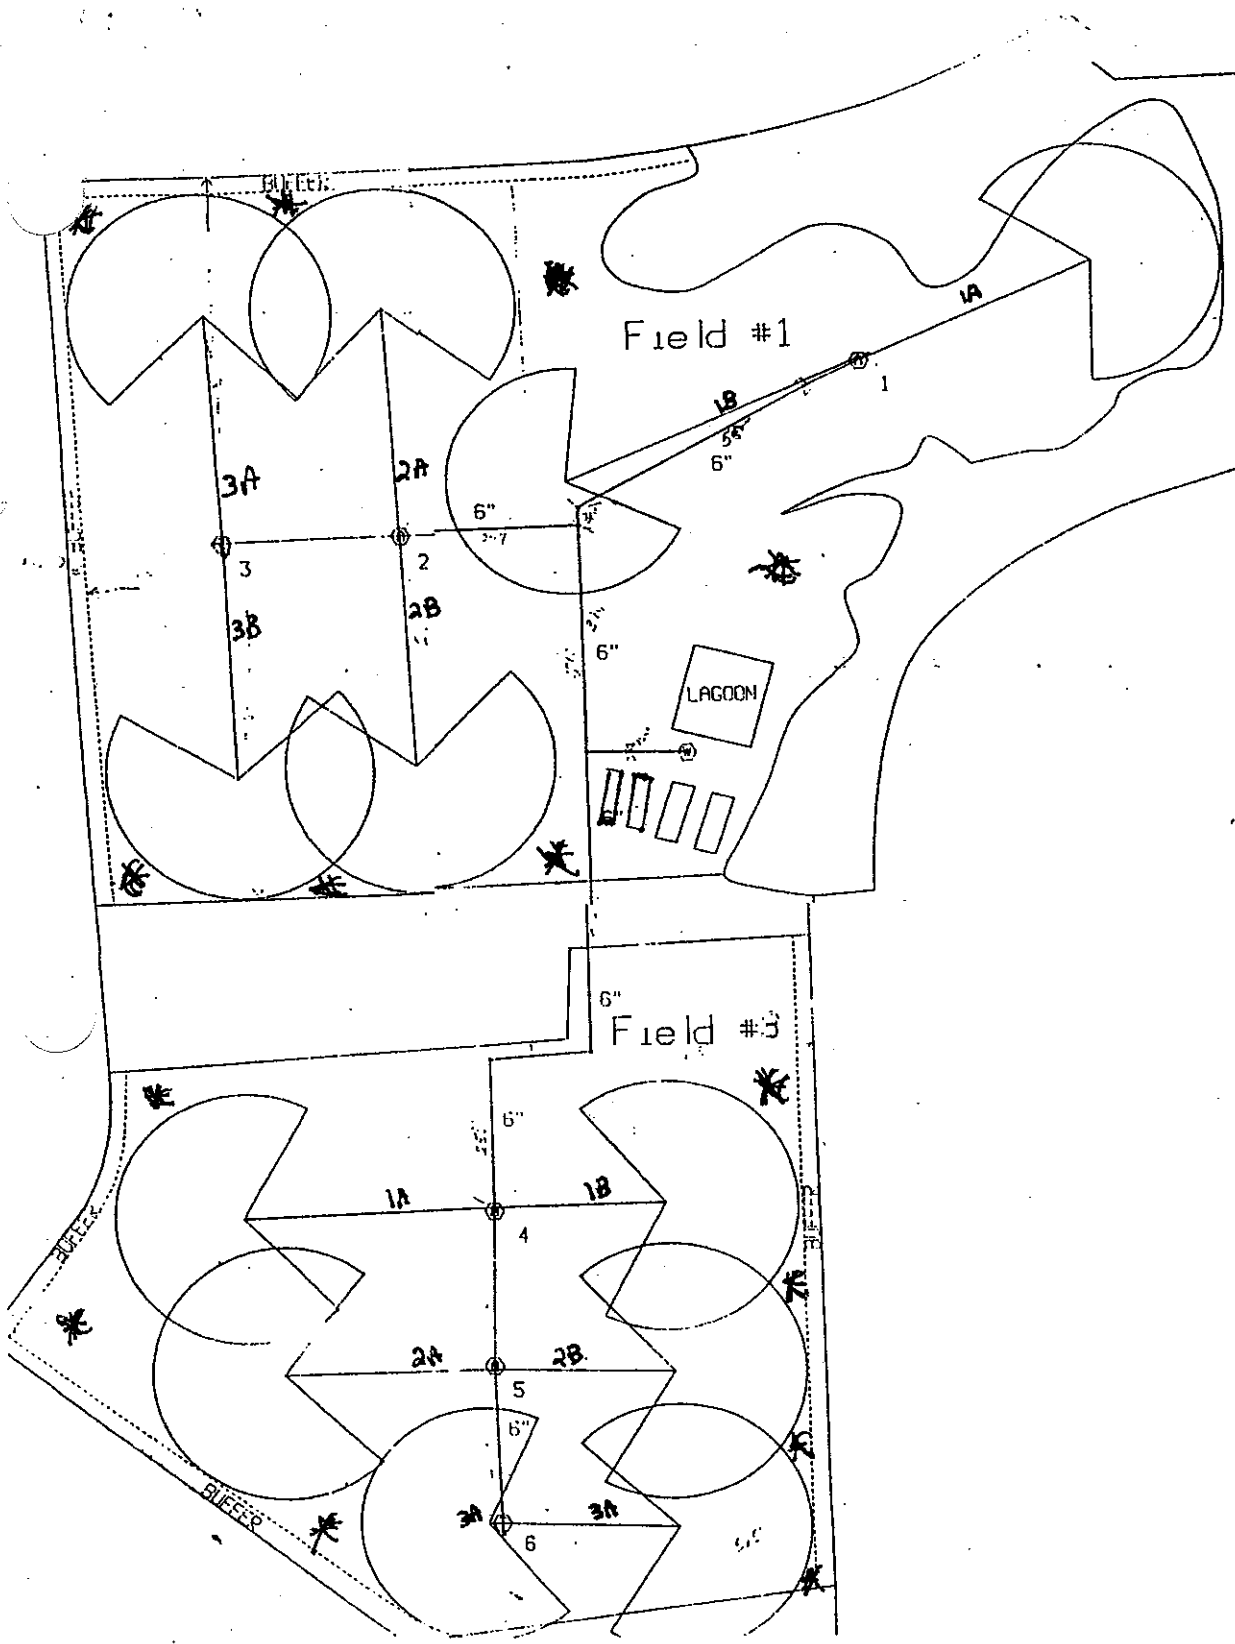 BUFFER
1A
Field #1
1
1B
6"
3A
2A
6"
3
2
3B
2B
6"
LAGOON
W
6"
Field #3
6"
1A
1B
4
BUFFER
2A
2B
5
6"
BUFFER
3A
3A
6